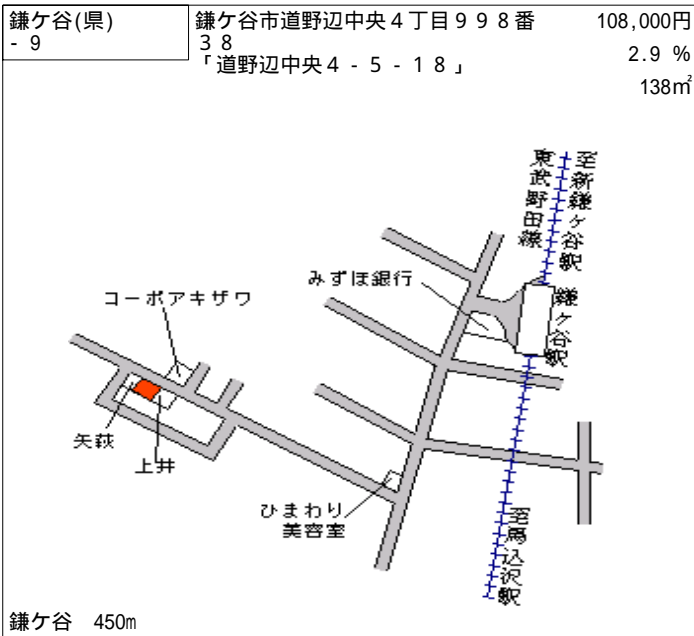 鎌ケ谷(県)
- 9
鎌ケ谷市道野辺中央４丁目９９８番
３８
「道野辺中央４－５－１８」
108,000円
2.9 %
138㎡
至新鎌ヶ谷駅
東武野田線
みずほ銀行
鎌ヶ谷駅
コーポアキザワ
矢萩
上井
ひまわり
美容室
至馬込沢駅
鎌ケ谷　450m